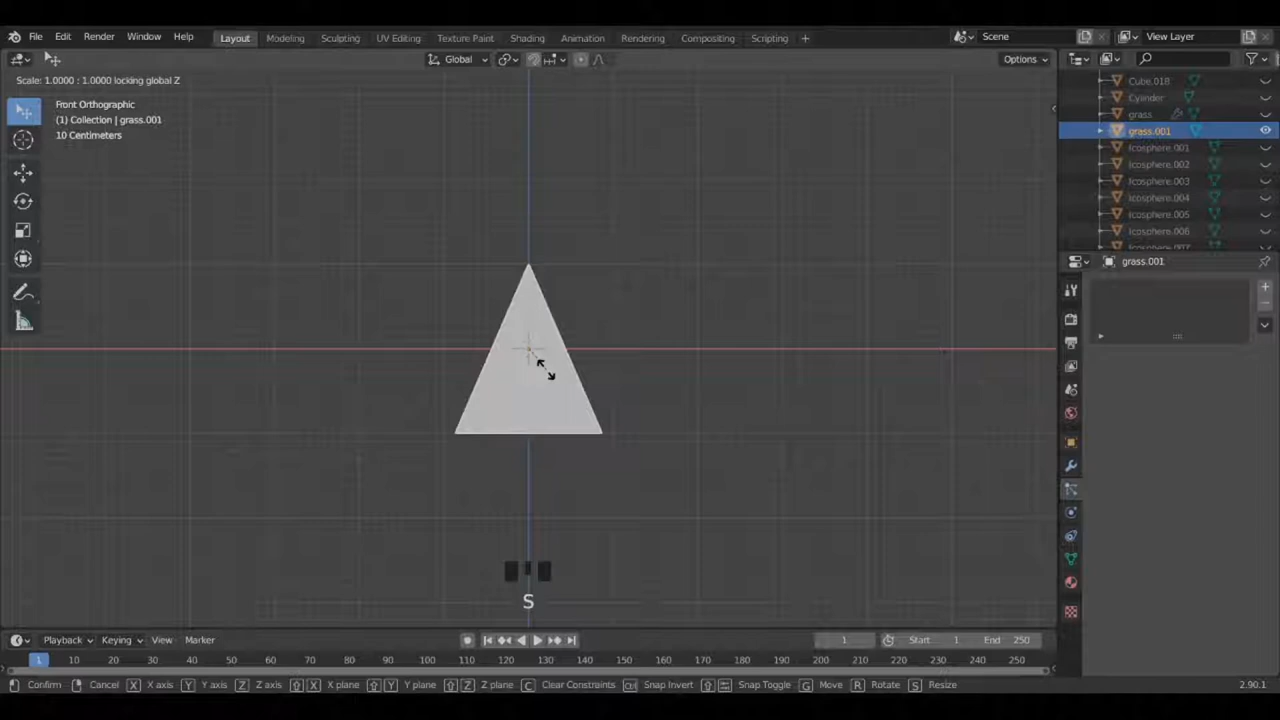 File Edit Render Window Help Layout Modeling Sculpting UV Editing Texture Paint Shading Animation Rendering Compositing Scripting + Scene View Layer
Global Options
Scale: 1.0000 : 1.0000 locking global Z
Front Orthographic
(1) Collection | grass.001
10 Centimeters
Cube.018
Cylinder
grass
grass.001
Icosphere.001
Icosphere.002
Icosphere.003
Icosphere.004
Icosphere.005
Icosphere.006
Icosphere.007
grass.001
S
Playback Keying View Marker 1 Start 1 End 250
1 10 20 30 40 50 60 70 80 90 100 110 120 130 140 150 160 170 180 190 200 210 220 230 240 250
Confirm Cancel X X axis Y Y axis Z Z axis X X plane Y Y plane Z Z plane C Clear Constraints Ctrl Snap Invert Snap Toggle G Move R Rotate S Resize 2.90.1